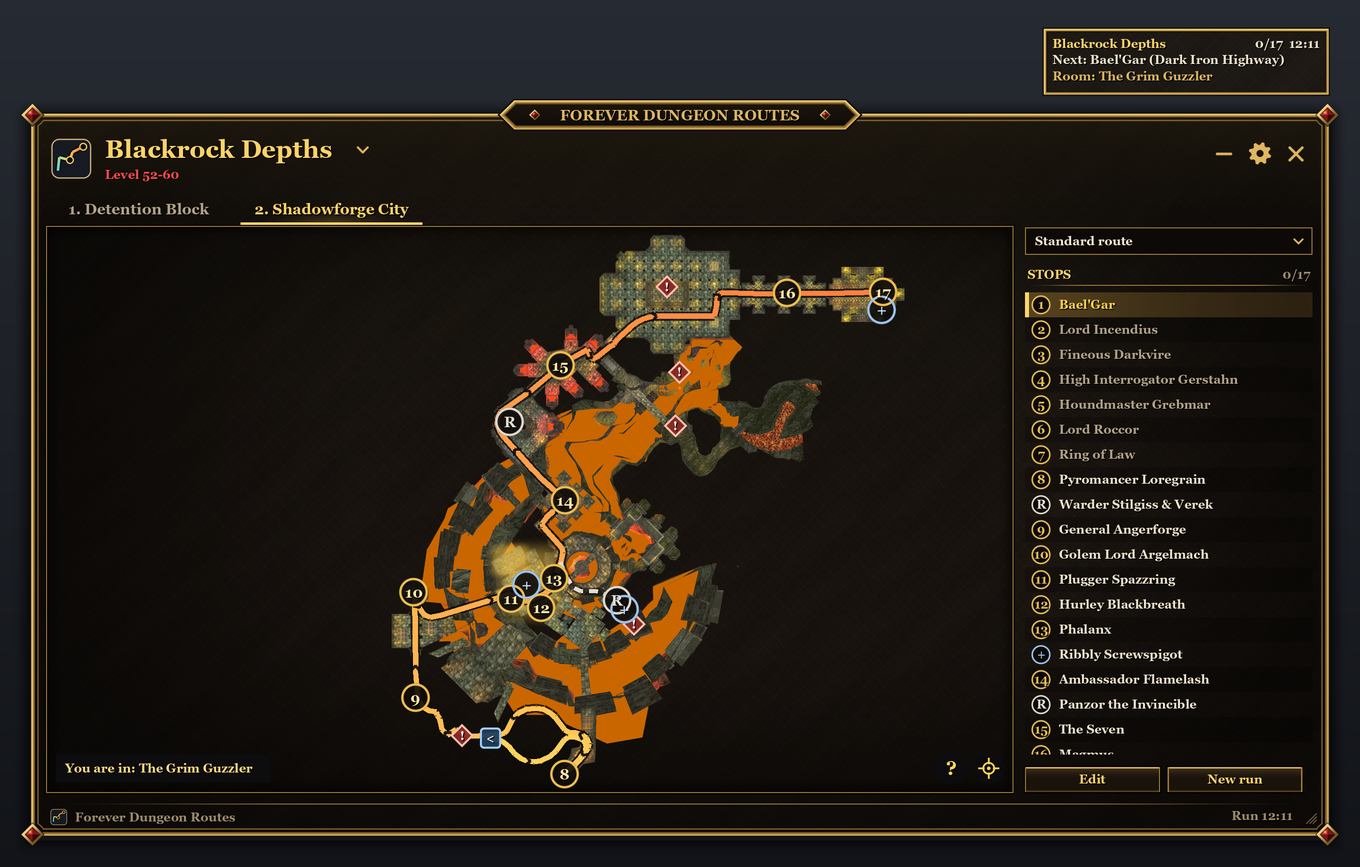 Blackrock Depths 0/17 12:11
Next: Bael'Gar (Dark Iron Highway)
Room: The Grim Guzzler
FOREVER DUNGEON ROUTES
Blackrock Depths
Level 52-60
1. Detention Block
2. Shadowforge City
Standard route
STOPS 0/17
1 Bael'Gar
2 Lord Incendius
3 Fineous Darkvire
4 High Interrogator Gerstahn
5 Houndmaster Grebmar
6 Lord Roccor
7 Ring of Law
8 Pyromancer Loregrain
R Warder Stilgiss & Verek
9 General Angerforge
10 Golem Lord Argelmach
11 Plugger Spazzring
12 Hurley Blackbreath
13 Phalanx
+ Ribbly Screwspigot
14 Ambassador Flamelash
R Panzor the Invincible
15 The Seven
16 Magmus
!
16
17
+
15
!
R
!
14
13
+
11
12
10
R
+
!
9
!
<
8
You are in: The Grim Guzzler
?
Edit
New run
Forever Dungeon Routes
Run 12:11